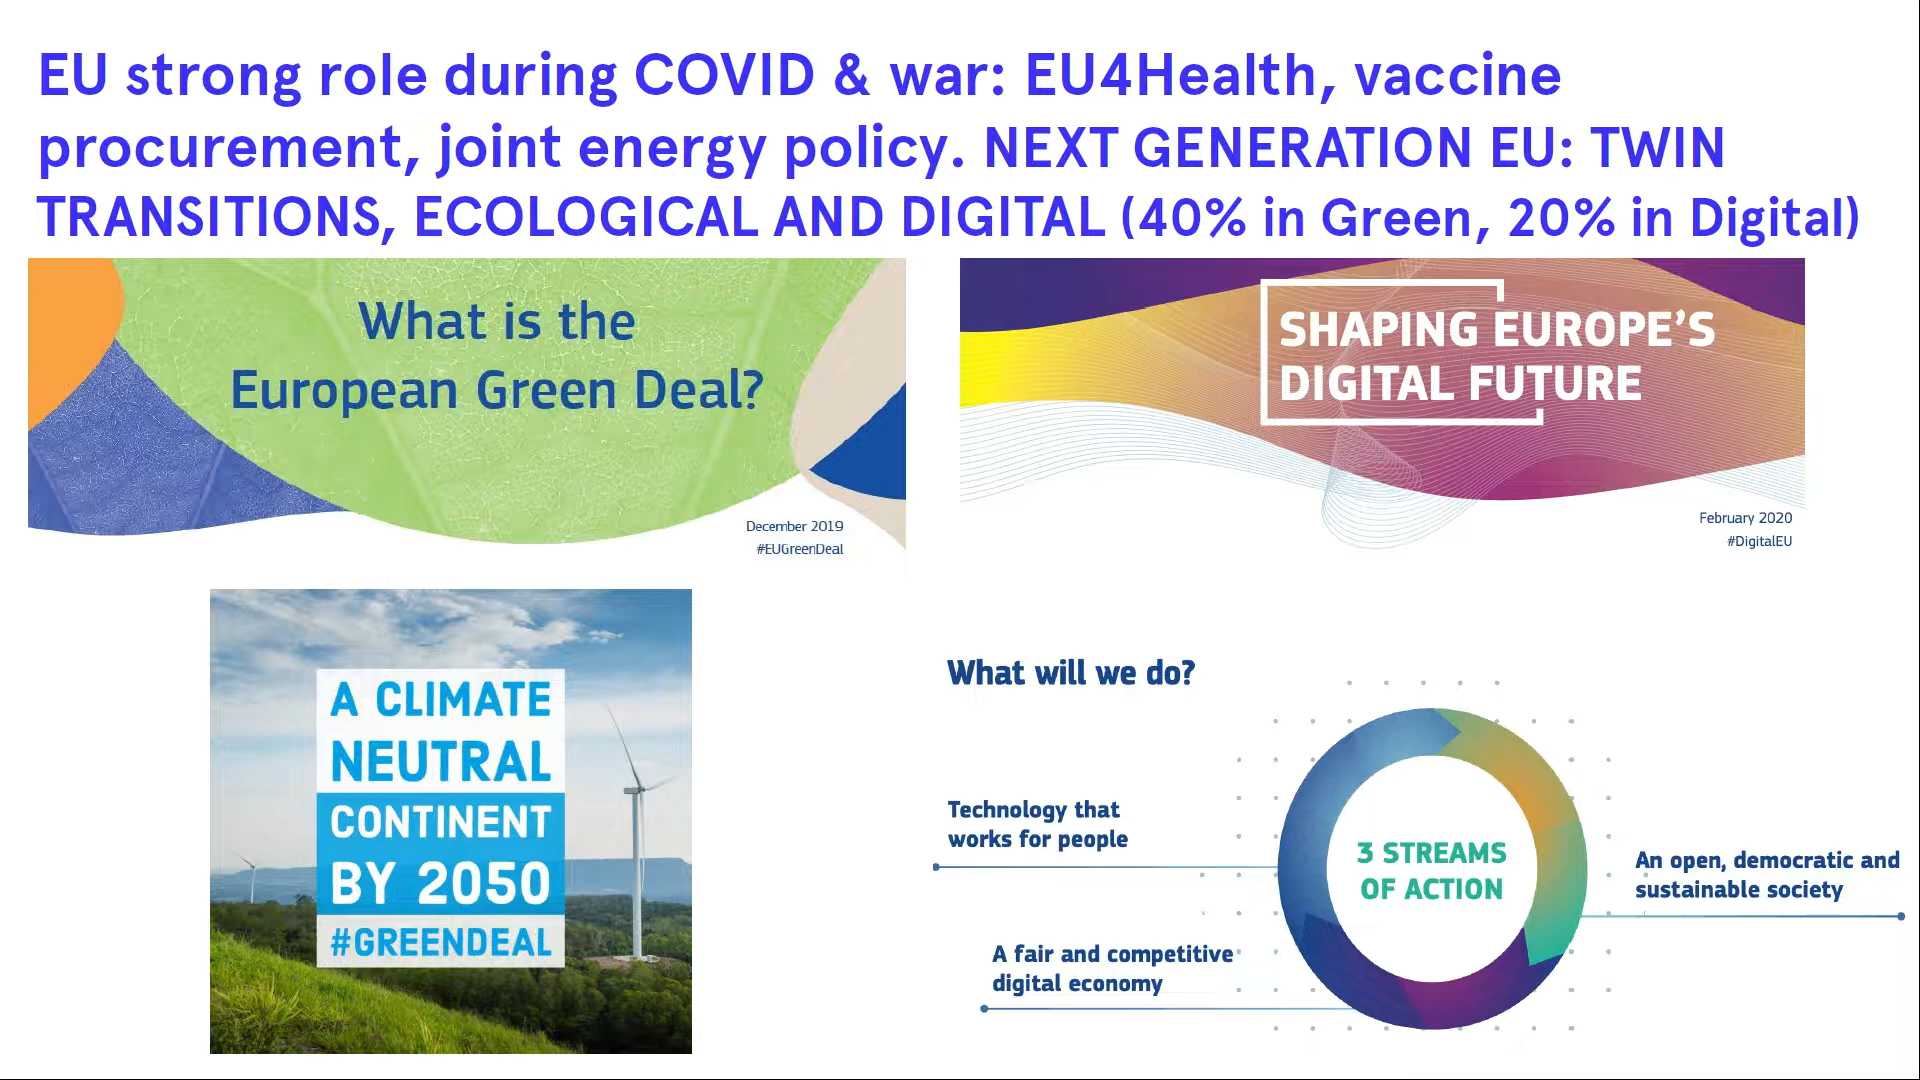 EU strong role during COVID & war: EU4Health, vaccine
procurement, joint energy policy. NEXT GENERATION EU: TWIN
TRANSITIONS, ECOLOGICAL AND DIGITAL (40% in Green, 20% in Digital)
What is the
European Green Deal?
December 2019
#EUGreenDeal
SHAPING EUROPE'S
DIGITAL FUTURE
February 2020
#DigitalEU
A CLIMATE
NEUTRAL
CONTINENT
BY 2050
#GREENDEAL
What will we do?
Technology that
works for people
A fair and competitive
digital economy
3 STREAMS
OF ACTION
An open, democratic and
sustainable society